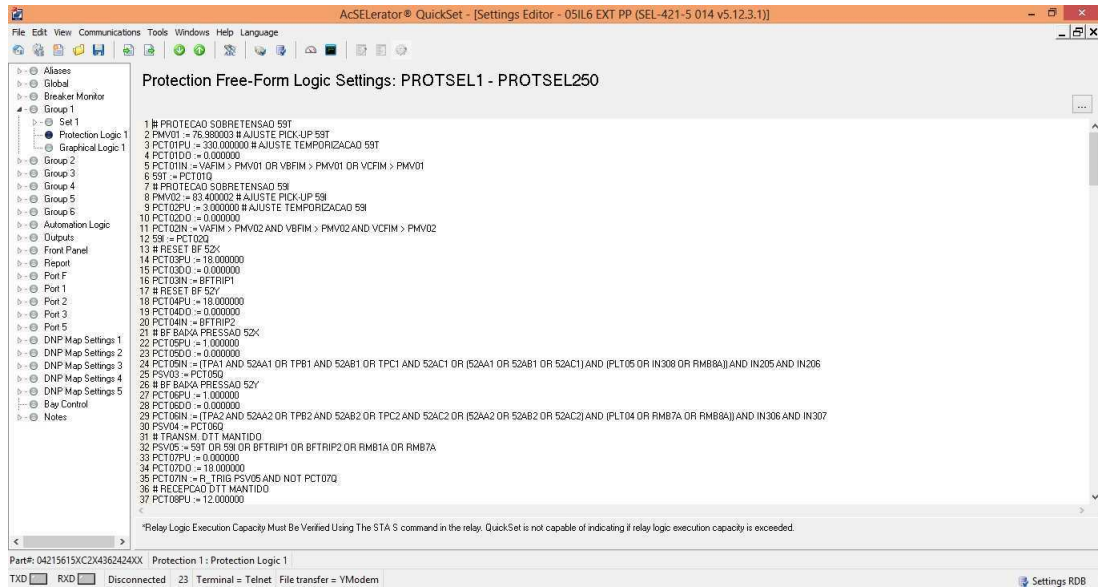 AcSELerator® QuickSet - [Settings Editor - 05IL6 EXT PP (SEL-421-5 014 v5.12.3.1)]
File Edit View Communications Tools Windows Help Language
Aliases
Global
Breaker Monitor
Group 1
Set 1
Protection Logic 1
Graphical Logic 1
Group 2
Group 3
Group 4
Group 5
Group 6
Automation Logic
Outputs
Front Panel
Report
Port F
Port 1
Port 2
Port 3
Port 5
DNP Map Settings 1
DNP Map Settings 2
DNP Map Settings 3
DNP Map Settings 4
DNP Map Settings 5
Bay Control
Notes
Protection Free-Form Logic Settings: PROTSEL1 - PROTSEL250
...
1 # PROTECAO SOBRETENSAO 59T
2 PMV01 := 76.980003 # AJUSTE PICK-UP 59T
3 PCT01PU := 330.000000 # AJUSTE TEMPORIZACAO 59T
4 PCT01DO := 0.000000
5 PCT01IN := VAFIM > PMV01 OR VBFIM > PMV01 OR VCFIM > PMV01
6 59T := PCT01Q
7 # PROTECAO SOBRETENSAO 59I
8 PMV02 := 83.400002 # AJUSTE PICK-UP 59I
9 PCT02PU := 3.000000 # AJUSTE TEMPORIZACAO 59I
10 PCT02DO := 0.000000
11 PCT02IN := VAFIM > PMV02 AND VBFIM > PMV02 AND VCFIM > PMV02
12 59I := PCT02Q
13 # RESET BF 52X
14 PCT03PU := 18.000000
15 PCT03DO := 0.000000
16 PCT03IN := BFTRIP1
17 # RESET BF 52Y
18 PCT04PU := 18.000000
19 PCT04DO := 0.000000
20 PCT04IN := BFTRIP2
21 # BF BAIXA PRESSAO 52X
22 PCT05PU := 1.000000
23 PCT05DO := 0.000000
24 PCT05IN := (TPA1 AND 52AA1 OR TPB1 AND 52AB1 OR TPC1 AND 52AC1 OR (52AA1 OR 52AB1 OR 52AC1) AND (PLT05 OR IN308 OR RMB8A)) AND IN205 AND IN206
25 PSV03 := PCT05Q
26 # BF BAIXA PRESSAO 52Y
27 PCT06PU := 1.000000
28 PCT06DO := 0.000000
29 PCT06IN := (TPA2 AND 52AA2 OR TPB2 AND 52AB2 OR TPC2 AND 52AC2 OR (52AA2 OR 52AB2 OR 52AC2) AND (PLT04 OR RMB7A OR RMB8A)) AND IN306 AND IN307
30 PSV04 := PCT06Q
31 # TRANSM. DTT MANTIDO
32 PSV05 := 59T OR 59I OR BFTRIP1 OR BFTRIP2 OR RMB1A OR RMB7A
33 PCT07PU := 0.000000
34 PCT07DO := 18.000000
35 PCT07IN := R_TRIG PSV05 AND NOT PCT07Q
36 # RECEPCAO DTT MANTIDO
37 PCT08PU := 12.000000
*Relay Logic Execution Capacity Must Be Verified Using The STA S command in the relay. QuickSet is not capable of indicating if relay logic execution capacity is exceeded.
Part#: 04215615XC2X4362424XX Protection 1 : Protection Logic 1
TXD RXD Disconnected 23 Terminal = Telnet File transfer = YModem Settings RDB